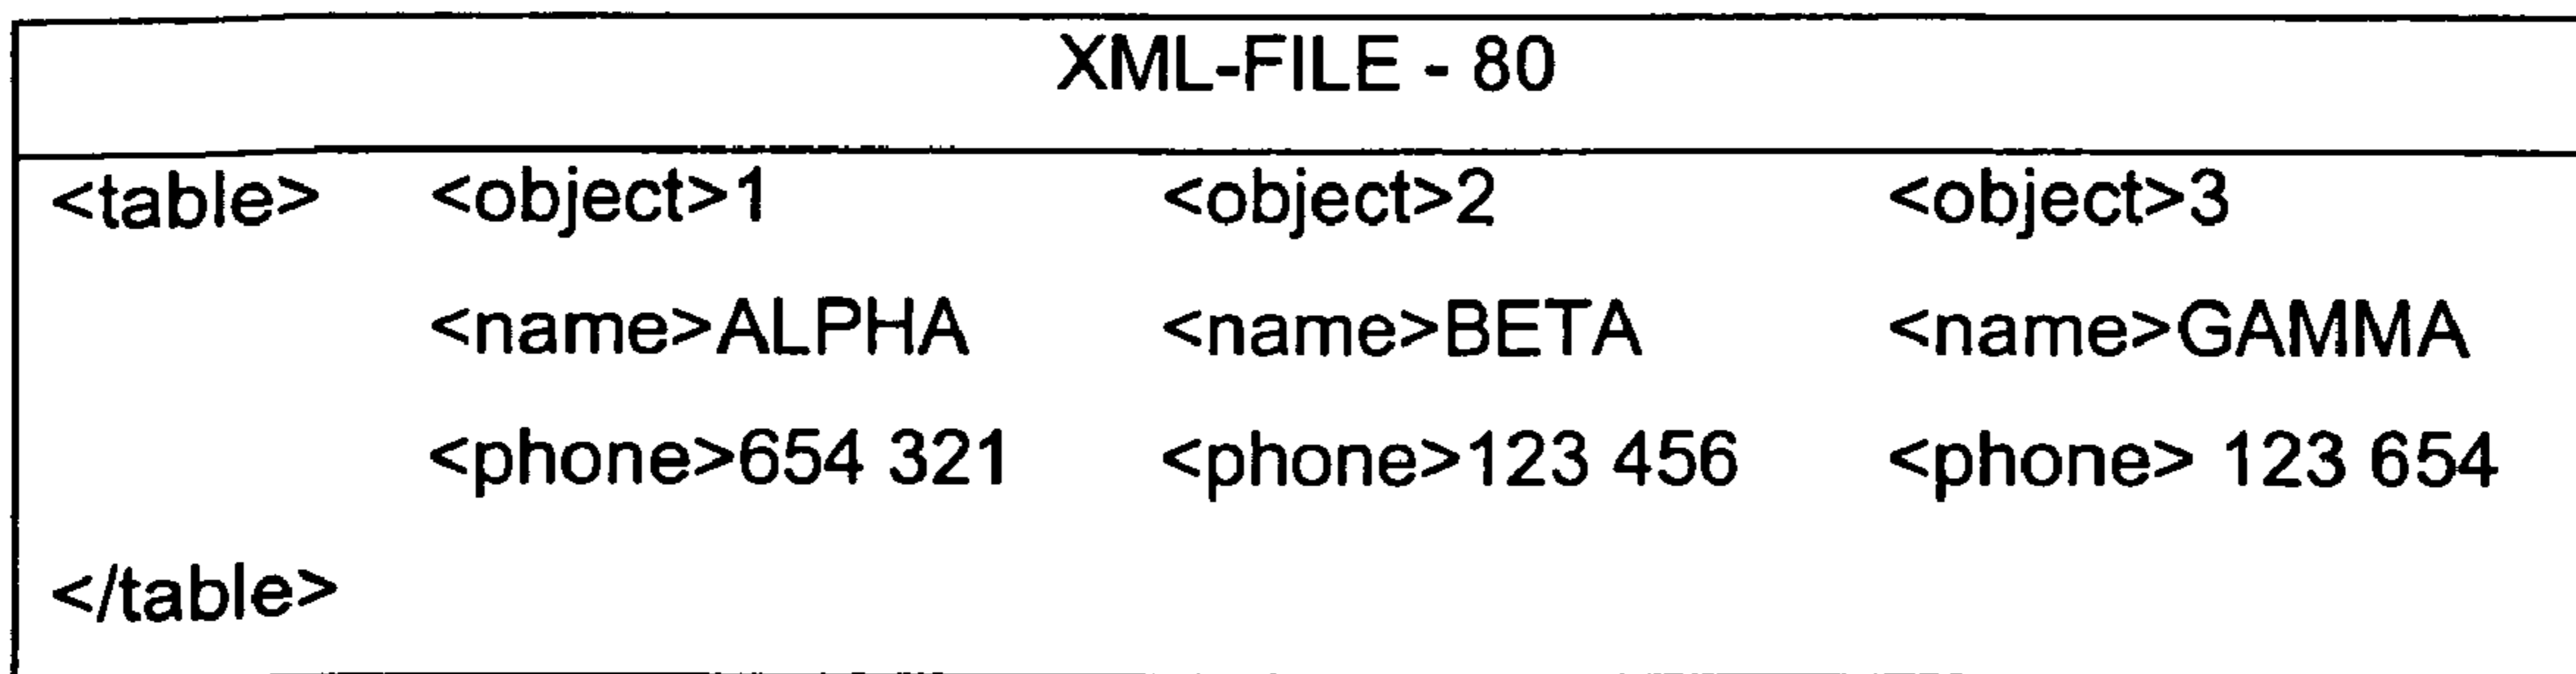 XML-FILE - 80
<table> <object>1 <object>2 <object>3
<name>ALPHA <name>BETA <name>GAMMA
<phone>654 321 <phone>123 456 <phone> 123 654
</table>